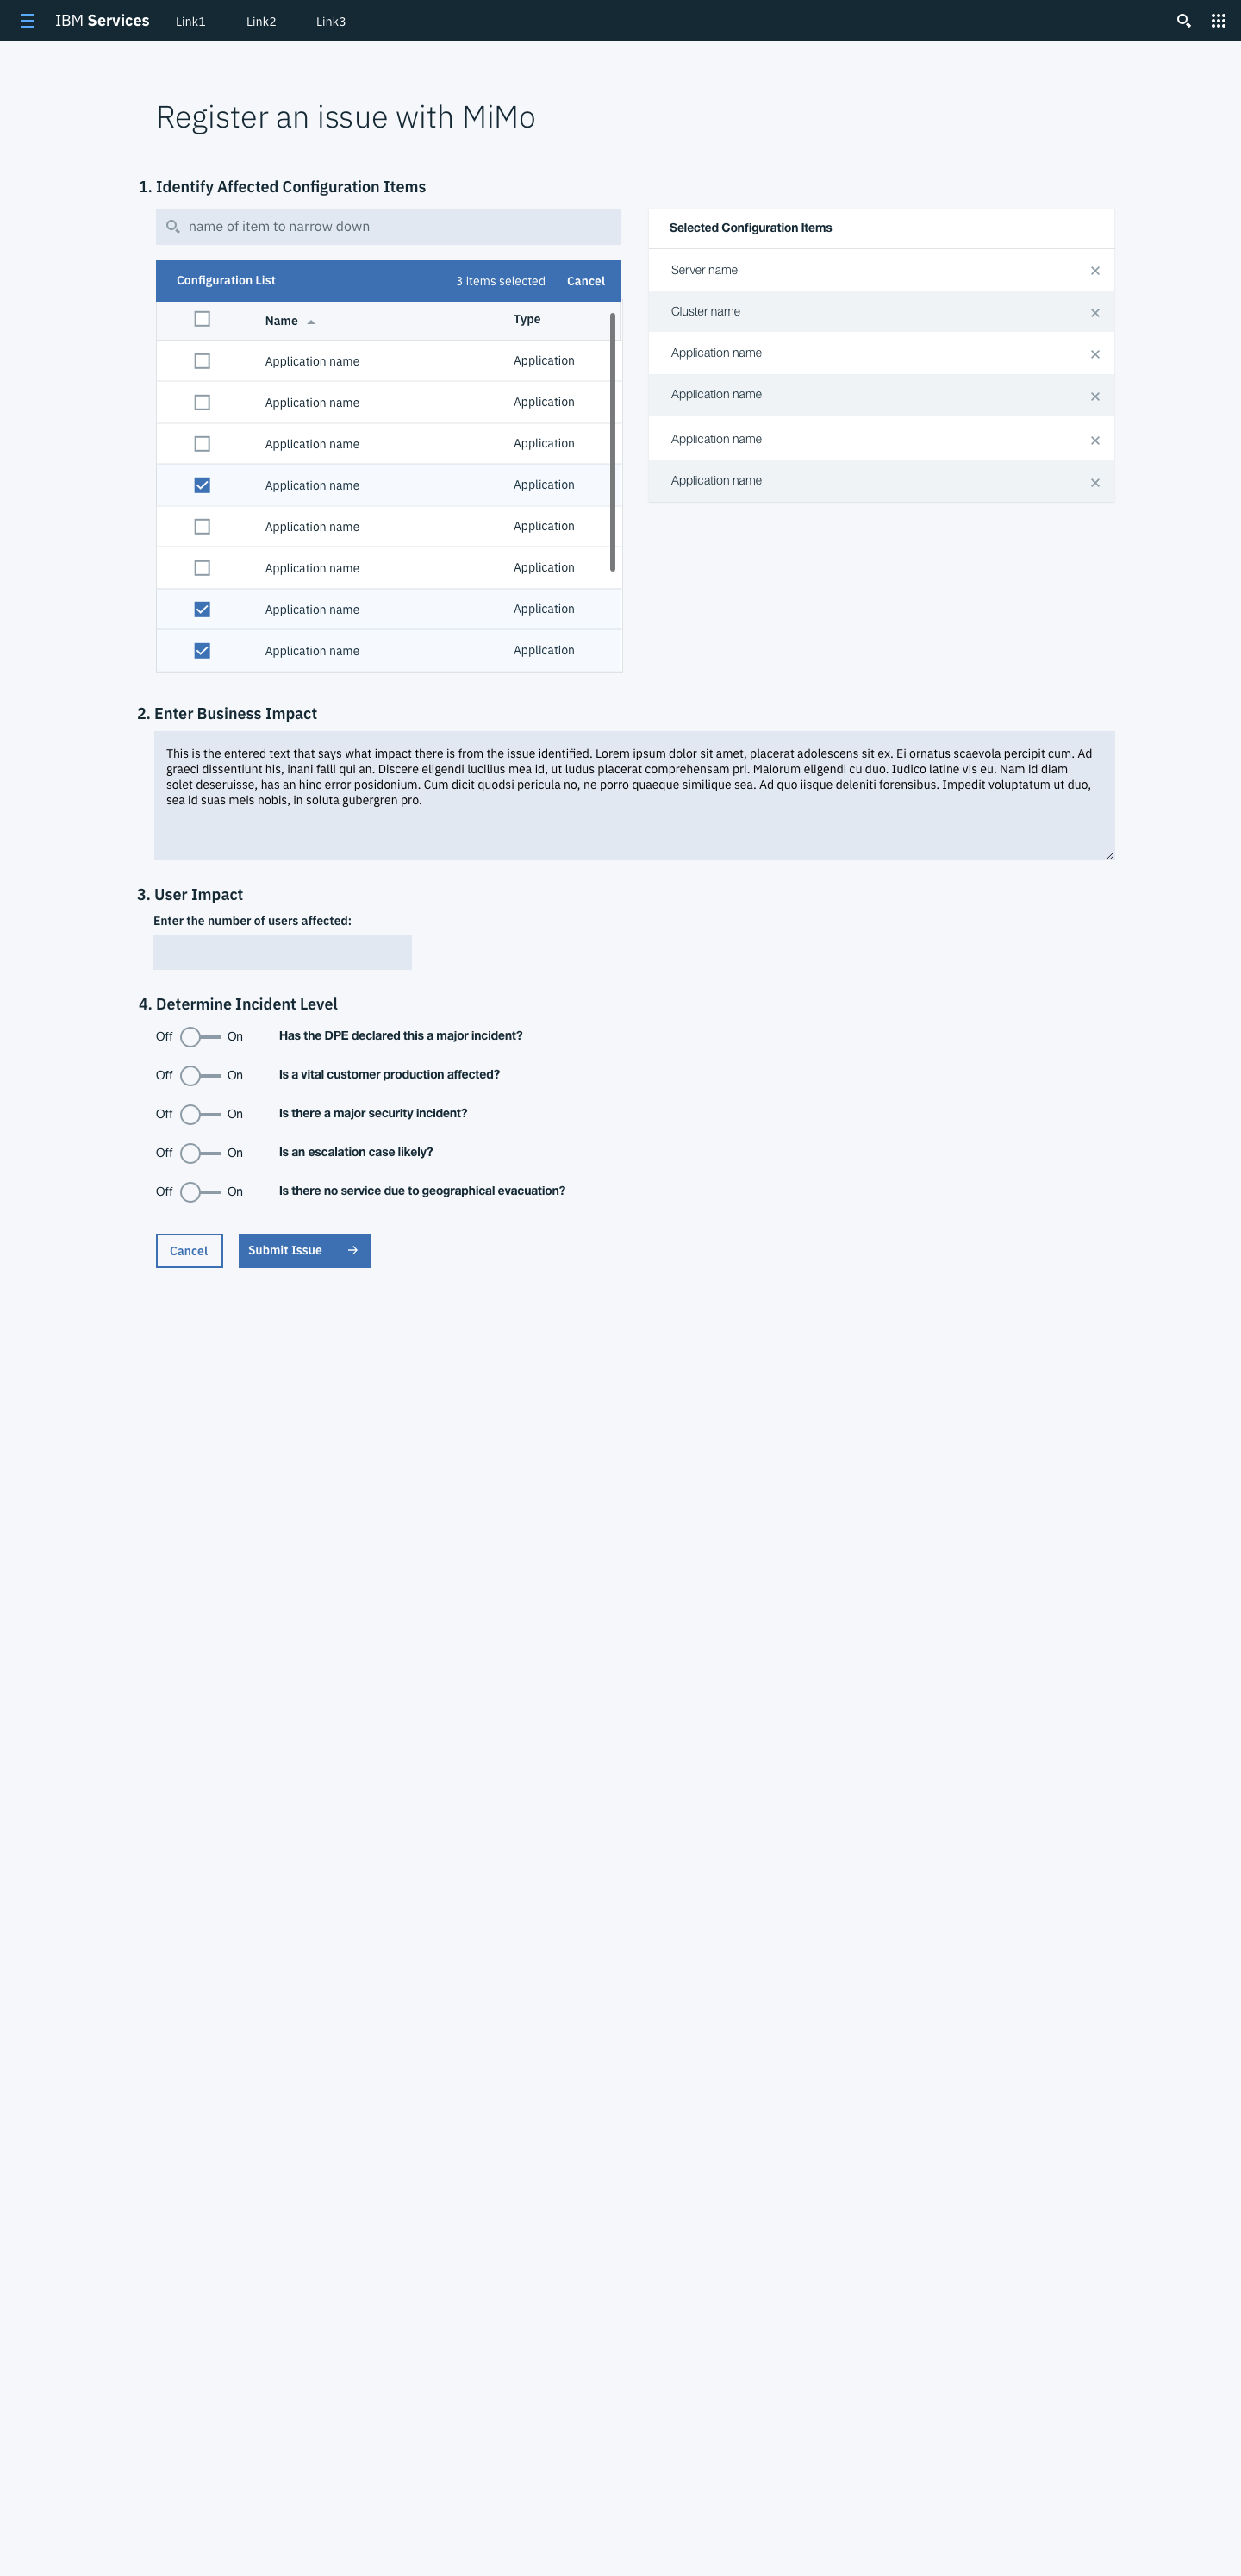 IBM Services Link1 Link2 Link3
Register an issue with MiMo
1. Identify Affected Configuration Items
name of item to narrow down
Configuration List 3 items selected Cancel
Name Type
Application name Application
Application name Application
Application name Application
Application name Application
Application name Application
Application name Application
Application name Application
Application name Application
Selected Configuration Items
Server name
Cluster name
Application name
Application name
Application name
Application name
2. Enter Business Impact
This is the entered text that says what impact there is from the issue identified. Lorem ipsum dolor sit amet, placerat adolescens sit ex. Ei ornatus scaevola percipit cum. Ad
graeci dissentiunt his, inani falli qui an. Discere eligendi lucilius mea id, ut ludus placerat comprehensam pri. Maiorum eligendi cu duo. Iudico latine vis eu. Nam id diam
solet deseruisse, has an hinc error posidonium. Cum dicit quodsi pericula no, ne porro quaeque similique sea. Ad quo iisque deleniti forensibus. Impedit voluptatum ut duo,
sea id suas meis nobis, in soluta gubergren pro.
3. User Impact
Enter the number of users affected:
4. Determine Incident Level
Off On Has the DPE declared this a major incident?
Off On Is a vital customer production affected?
Off On Is there a major security incident?
Off On Is an escalation case likely?
Off On Is there no service due to geographical evacuation?
Cancel Submit Issue